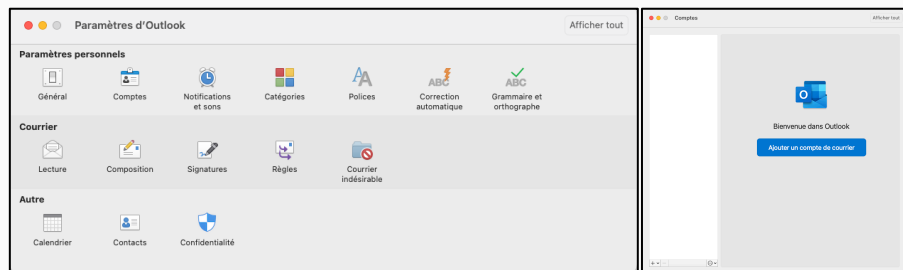 Paramètres d'Outlook
Afficher tout
Paramètres personnels
Général
Comptes
Notifications
et sons
Catégories
Polices
Correction
automatique
Grammaire et
orthographe
Courrier
Lecture
Composition
Signatures
Règles
Courrier
indésirable
Autre
Calendrier
Contacts
Confidentialité
Comptes
Afficher tout
Bienvenue dans Outlook
Ajouter un compte de courrier